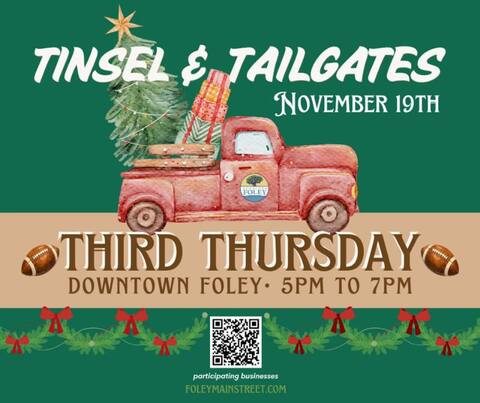 TINSEL & TAILGATES
NOVEMBER 19TH
FOLEY
THIRD THURSDAY
DOWNTOWN FOLEY• 5PM TO 7PM
participating businesses
FOLEYMAINSTREET.COM